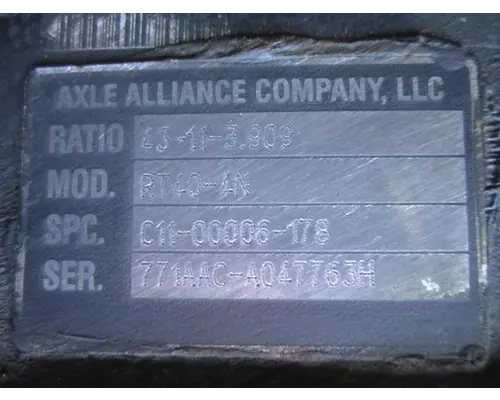 AXLE ALLIANCE COMPANY, LLC
RATIO 43-11-3.909
MOD. RT40-4N
SPC. C11-00006-178
SER. 771AAC-A047763H